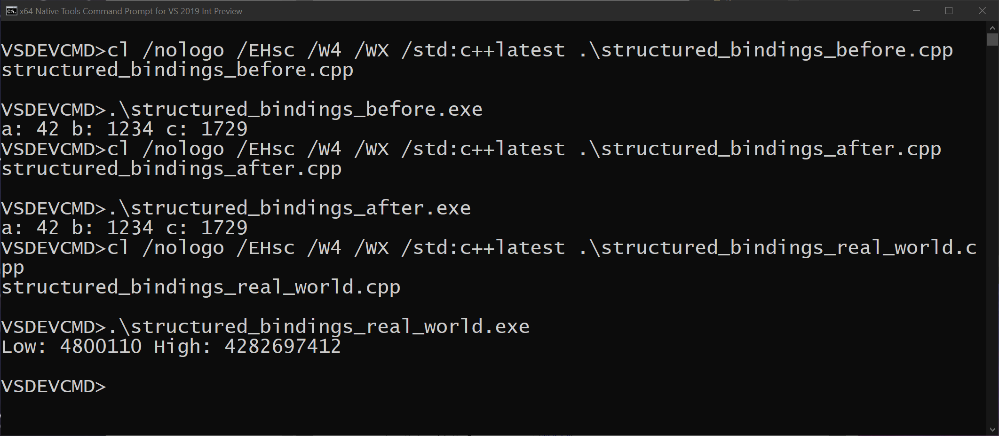 x64 Native Tools Command Prompt for VS 2019 Int Preview
VSDEVCMD>cl /nologo /EHsc /W4 /WX /std:c++latest .\structured_bindings_before.cpp
structured_bindings_before.cpp
VSDEVCMD>.\structured_bindings_before.exe
a: 42 b: 1234 c: 1729
VSDEVCMD>cl /nologo /EHsc /W4 /WX /std:c++latest .\structured_bindings_after.cpp
structured_bindings_after.cpp
VSDEVCMD>.\structured_bindings_after.exe
a: 42 b: 1234 c: 1729
VSDEVCMD>cl /nologo /EHsc /W4 /WX /std:c++latest .\structured_bindings_real_world.c
pp
structured_bindings_real_world.cpp
VSDEVCMD>.\structured_bindings_real_world.exe
Low: 4800110 High: 4282697412
VSDEVCMD>